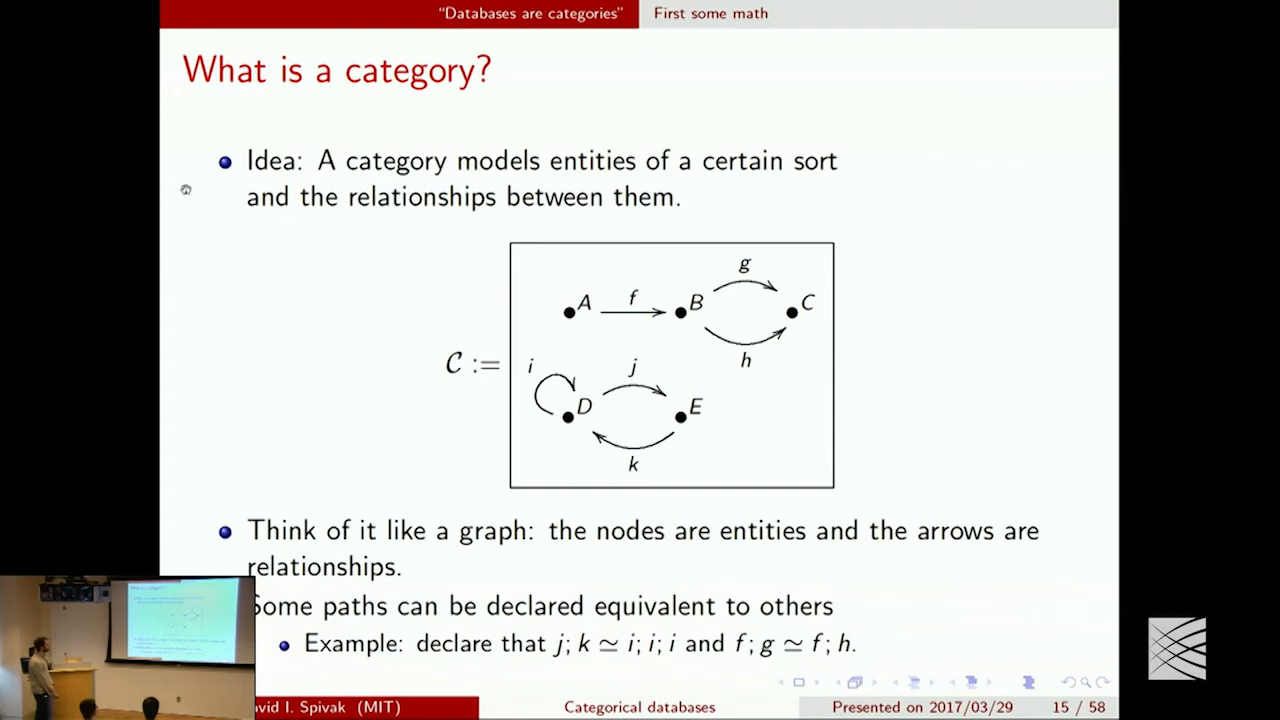 “Databases are categories” First some math
What is a category?
Idea: A category models entities of a certain sort
and the relationships between them.
g
A f B C
h
C :=
i j
D E
k
Think of it like a graph: the nodes are entities and the arrows are
relationships.
Some paths can be declared equivalent to others
Example: declare that j; k ≃ i; i; i and f; g ≃ f; h.
avid I. Spivak (MIT) Categorical databases Presented on 2017/03/29 15 / 58